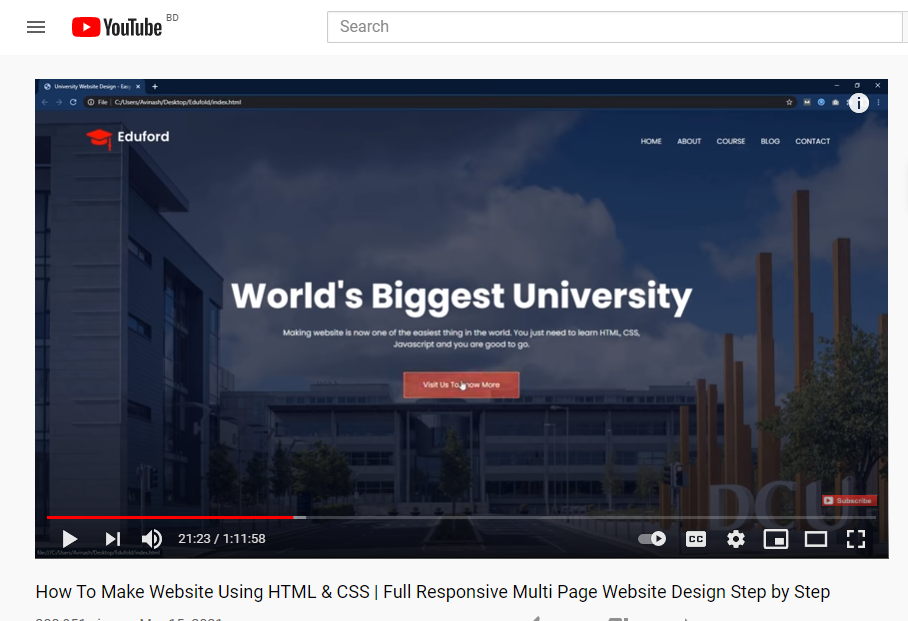 YouTube BD
Search
University Website Design - Easy
File | C:/Users/Avinash/Desktop/Edufold/index.html
Eduford
HOME ABOUT COURSE BLOG CONTACT
World's Biggest University
Making website is now one of the easiest thing in the world. You just need to learn HTML, CSS,
Javascript and you are good to go.
Visit Us To Know More
DCU
Subscribe
21:23 / 1:11:58
CC
How To Make Website Using HTML & CSS | Full Responsive Multi Page Website Design Step by Step